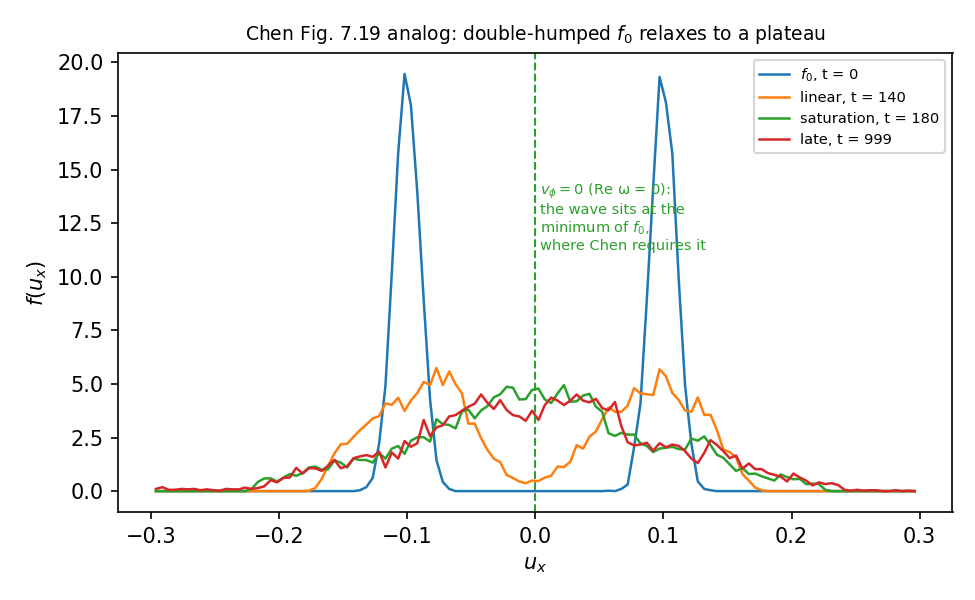 Chen Fig. 7.19 analog: double-humped f₀ relaxes to a plateau
f(uₓ)
20.0
17.5
15.0
12.5
10.0
7.5
5.0
2.5
0.0
f₀, t = 0
linear, t = 140
saturation, t = 180
late, t = 999
v_ϕ = 0 (Re ω = 0):
the wave sits at the
minimum of f₀,
where Chen requires it
−0.3 −0.2 −0.1 0.0 0.1 0.2 0.3
uₓ